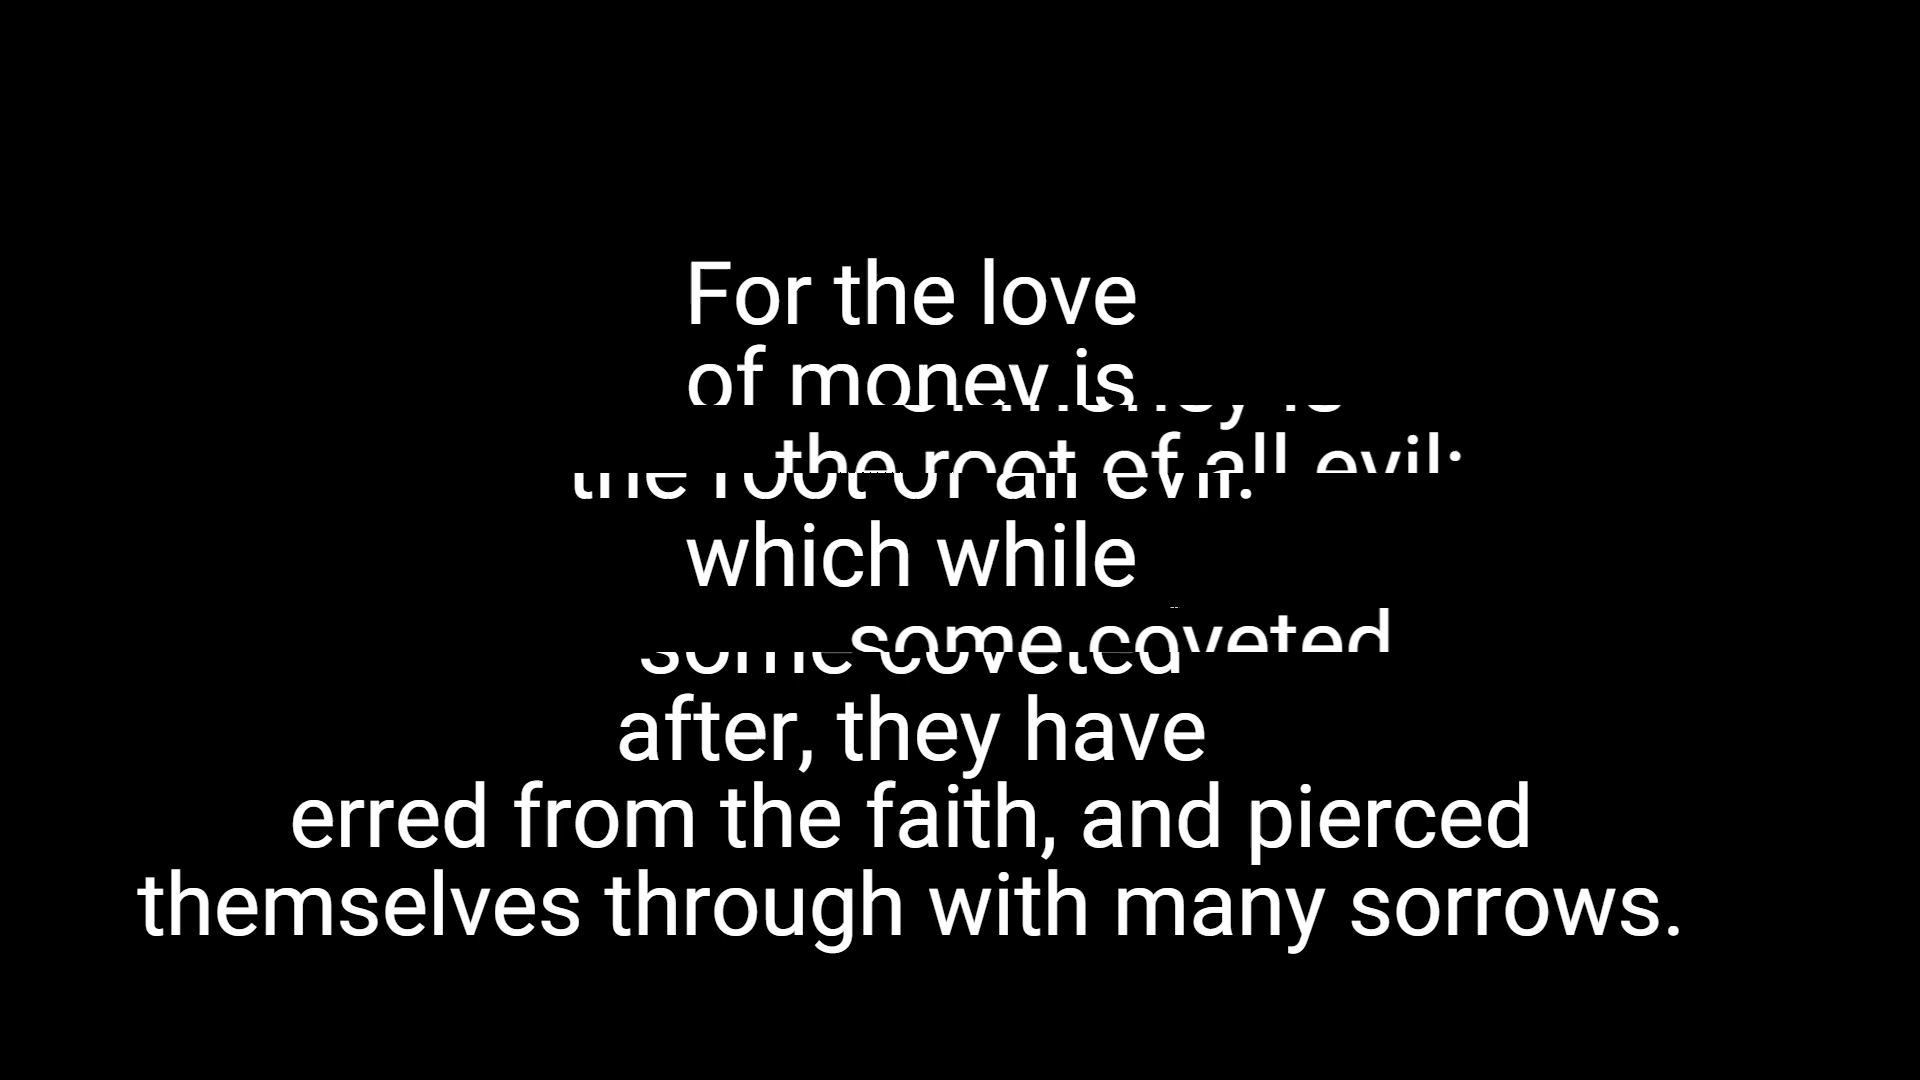 For the love
of money is
the root of all evil:
which while
some coveted
after, they have
erred from the faith, and pierced
themselves through with many sorrows.